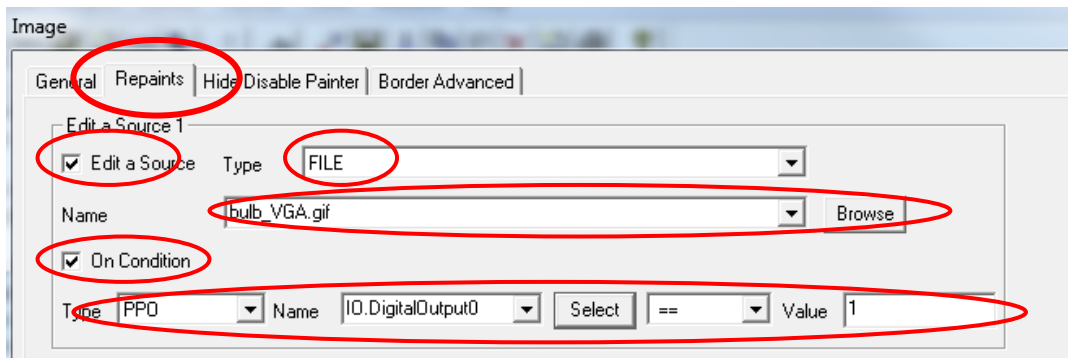 Image
General Repaints Hide Disable Painter Border Advanced
Edit a Source 1
Edit a Source Type FILE
Name bulb_VGA.gif Browse
On Condition
Type PPO Name IO.DigitalOutput0 Select == Value 1